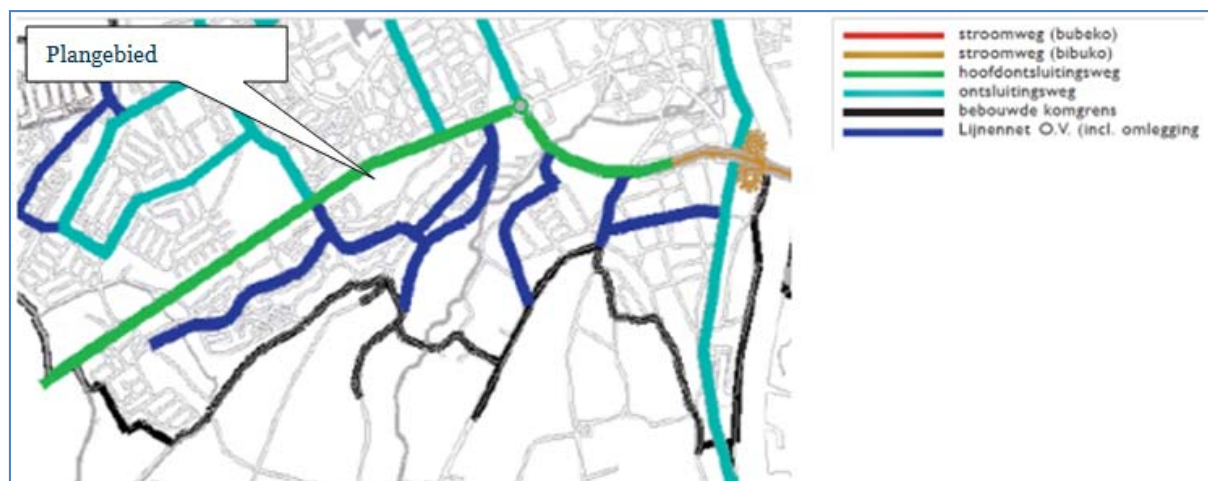 Plangebied
stroomweg (bubeko)
stroomweg (bibuko)
hoofdontsluitingsweg
ontsluitingsweg
bebouwde komgrens
Lijnennet O.V. (incl. omlegging